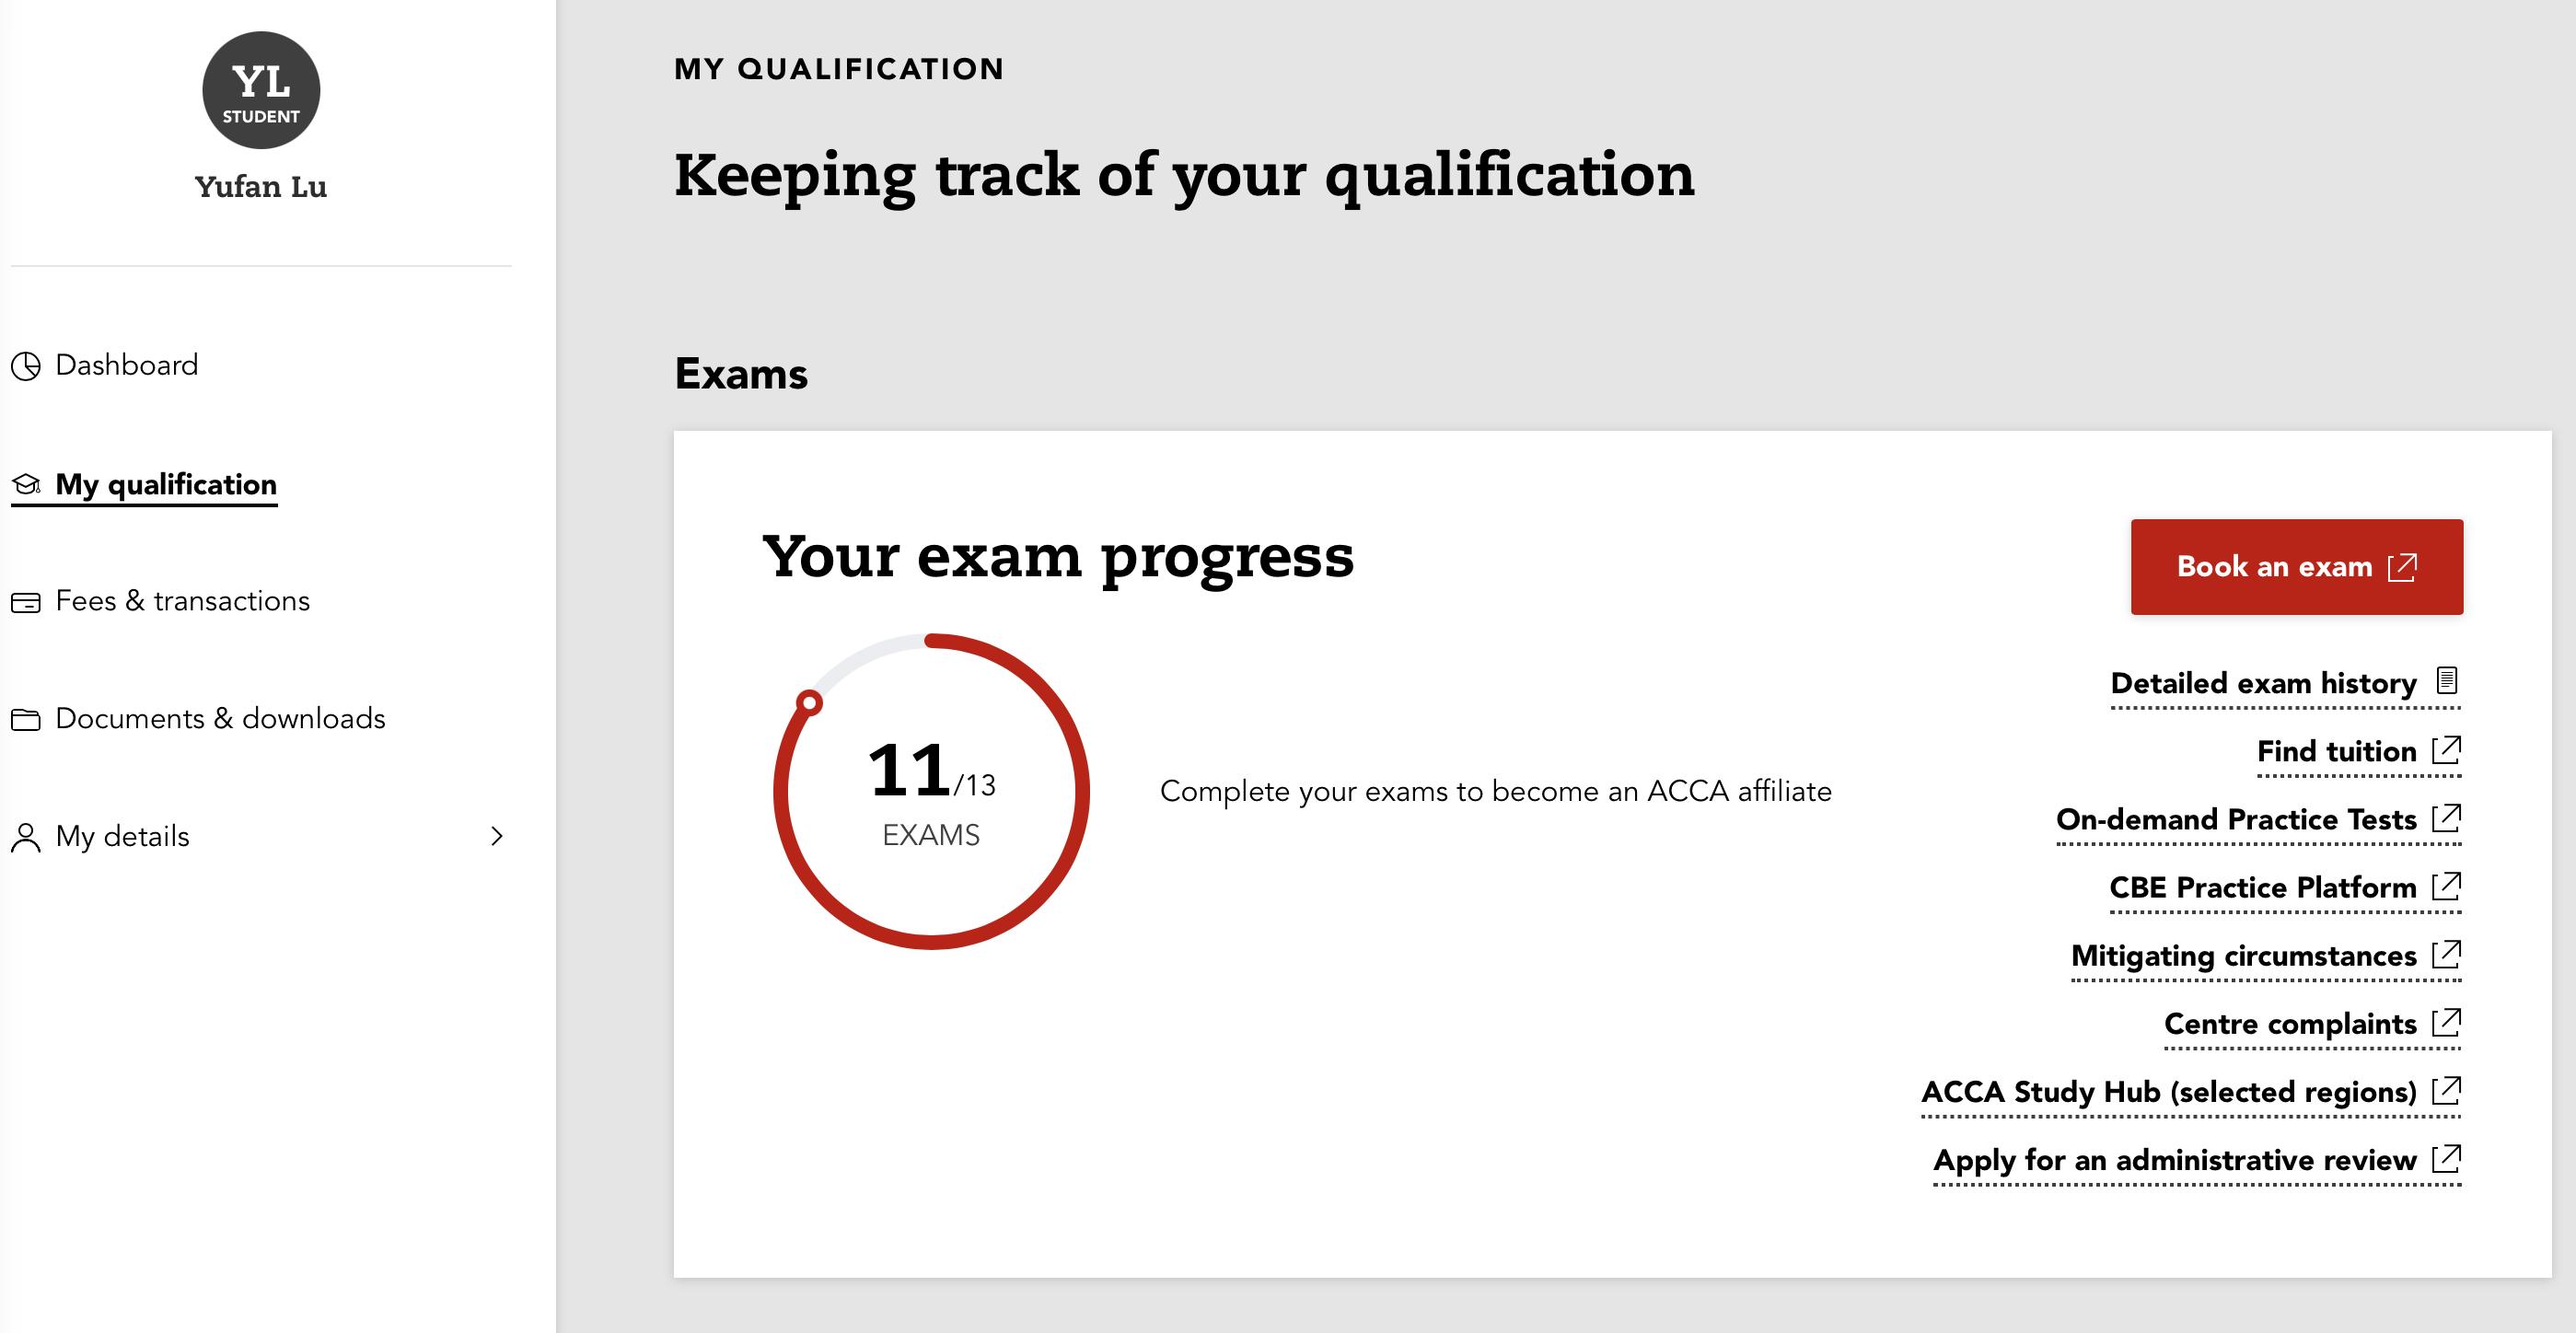 YL
STUDENT
Yufan Lu
Dashboard
My qualification
Fees & transactions
Documents & downloads
My details
MY QUALIFICATION
Keeping track of your qualification
Exams
Your exam progress
11/13
EXAMS
Complete your exams to become an ACCA affiliate
Book an exam
Detailed exam history
Find tuition
On-demand Practice Tests
CBE Practice Platform
Mitigating circumstances
Centre complaints
ACCA Study Hub (selected regions)
Apply for an administrative review